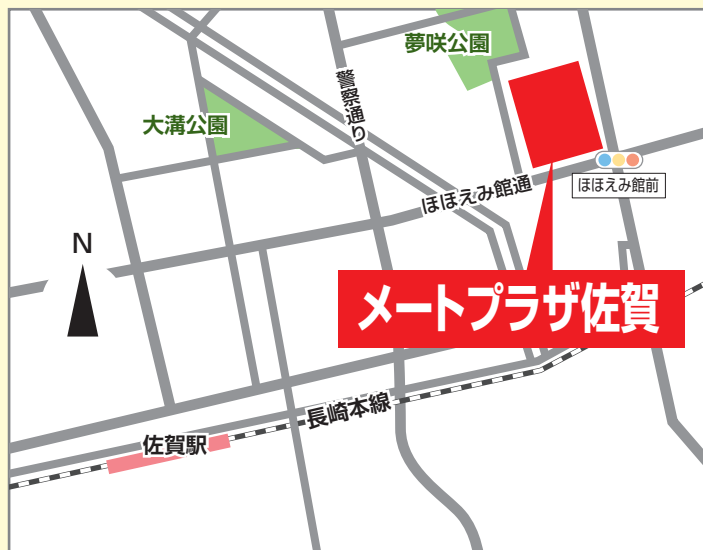 夢咲公園
警察通り
大溝公園
ほほえみ館通
ほほえみ館前
N
メートプラザ佐賀
長崎本線
佐賀駅